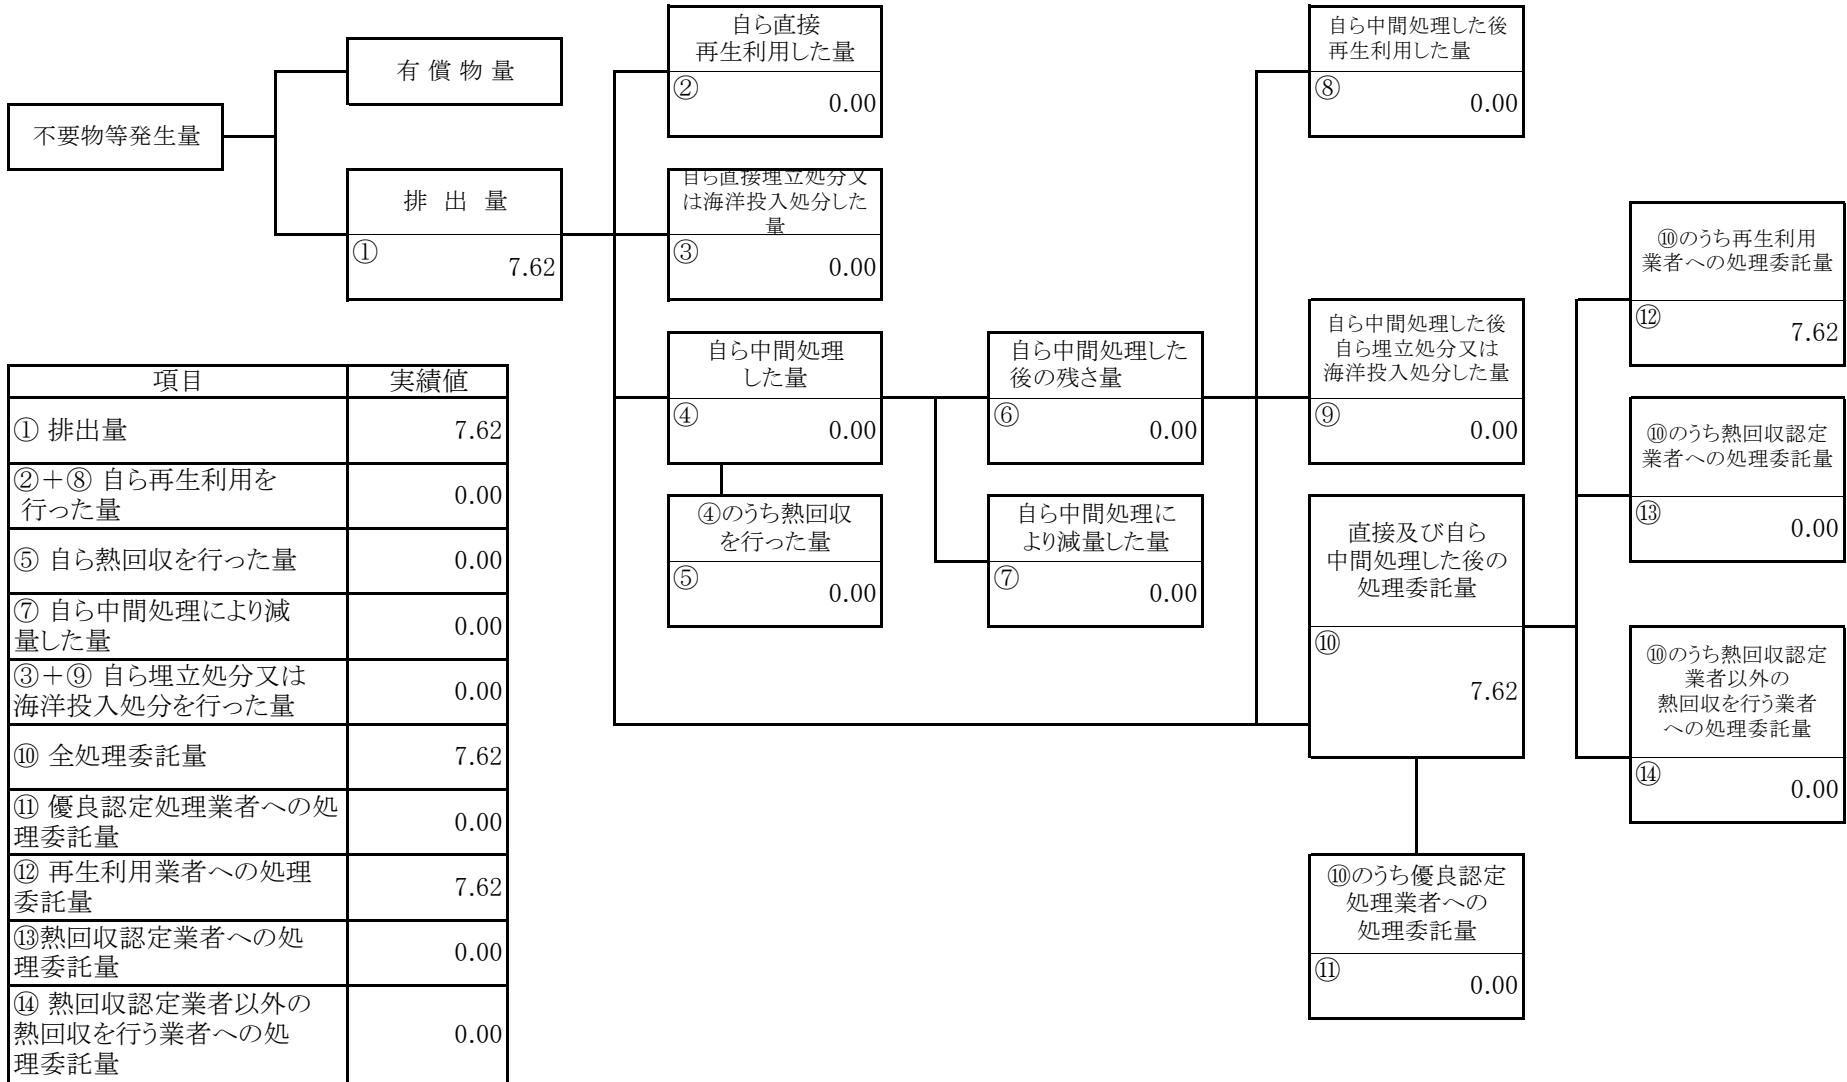 自ら直接
再生利用した量
②
0.00
自ら中間処理した後
再生利用した量
⑧
0.00
有 償 物 量
不要物等発生量
排 出 量
①
7.62
自ら直接埋立処分又
は海洋投入処分した
量
③
0.00
⑩のうち再生利用
業者への処理委託量
⑫
7.62
自ら中間処理
した量
④
0.00
自ら中間処理した
後の残さ量
⑥
0.00
自ら中間処理した後
自ら埋立処分又は
海洋投入処分した量
⑨
0.00
⑩のうち熱回収認定
業者への処理委託量
⑬
0.00
④のうち熱回収
を行った量
⑤
0.00
自ら中間処理に
より減量した量
⑦
0.00
直接及び自ら
中間処理した後の
処理委託量
⑩
7.62
⑩のうち熱回収認定
業者以外の
熱回収を行う業者
への処理委託量
⑭
0.00
⑩のうち優良認定
処理業者への
処理委託量
⑪
0.00
項目 実績値
① 排出量 7.62
②+⑧ 自ら再生利用を
行った量 0.00
⑤ 自ら熱回収を行った量 0.00
⑦ 自ら中間処理により減
量した量 0.00
③+⑨ 自ら埋立処分又は
海洋投入処分を行った量 0.00
⑩ 全処理委託量 7.62
⑪ 優良認定処理業者への処
理委託量 0.00
⑫ 再生利用業者への処理
委託量 7.62
⑬熱回収認定業者への処
理委託量 0.00
⑭ 熱回収認定業者以外の
熱回収を行う業者への処
理委託量 0.00